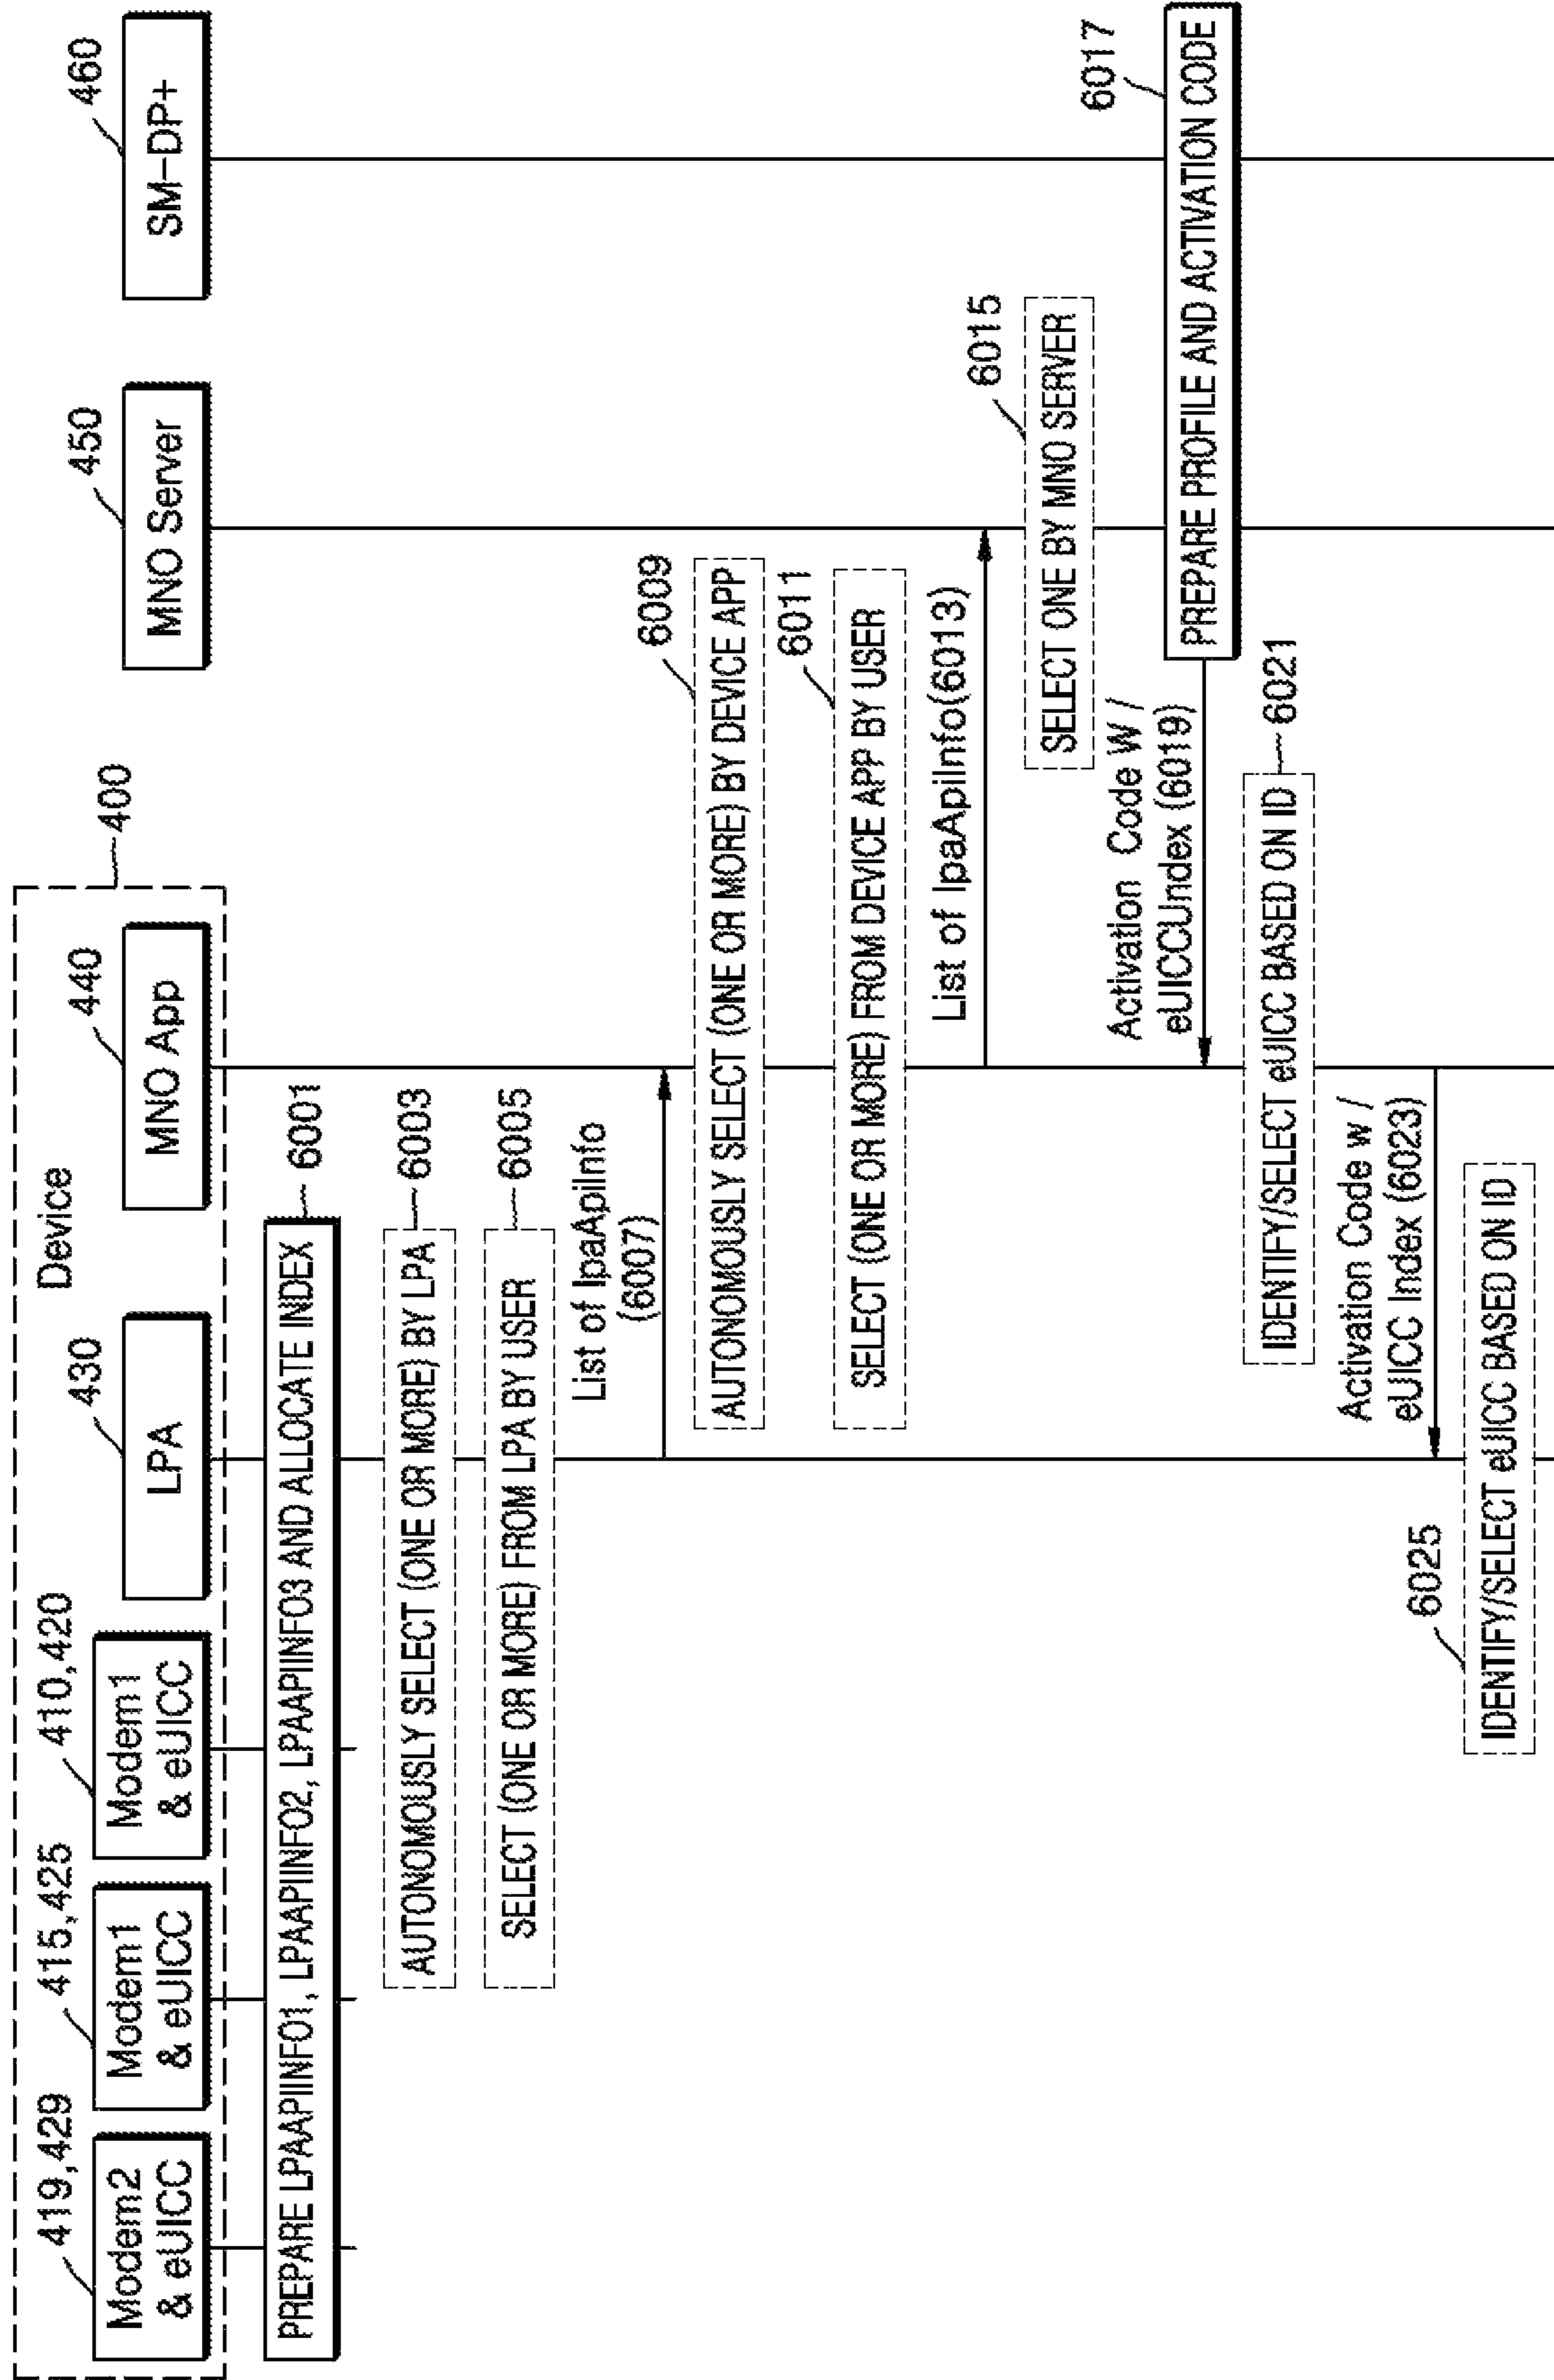 Device
400
419,429
415,425
410,420
430
440
450
460
Modem2
& eUICC
Modem1
& eUICC
Modem1
& eUICC
LPA
MNO App
MNO Server
SM-DP+
PREPARE LPAAPIINFO1, LPAAPIINFO2, LPAAPIINFO3 AND ALLOCATE INDEX
6001
AUTONOMOUSLY SELECT (ONE OR MORE) BY LPA
6003
SELECT (ONE OR MORE) FROM LPA BY USER
6005
List of lpaApiInfo
(6007)
6009
AUTONOMOUSLY SELECT (ONE OR MORE) BY DEVICE APP
6011
SELECT (ONE OR MORE) FROM DEVICE APP BY USER
List of lpaApiInfo(6013)
6015
SELECT ONE BY MNO SERVER
6017
PREPARE PROFILE AND ACTIVATION CODE
Activation Code W /
eUICCUndex (6019)
IDENTIFY/SELECT eUICC BASED ON ID
6021
Activation Code w /
eUICC Index (6023)
6025
IDENTIFY/SELECT eUICC BASED ON ID